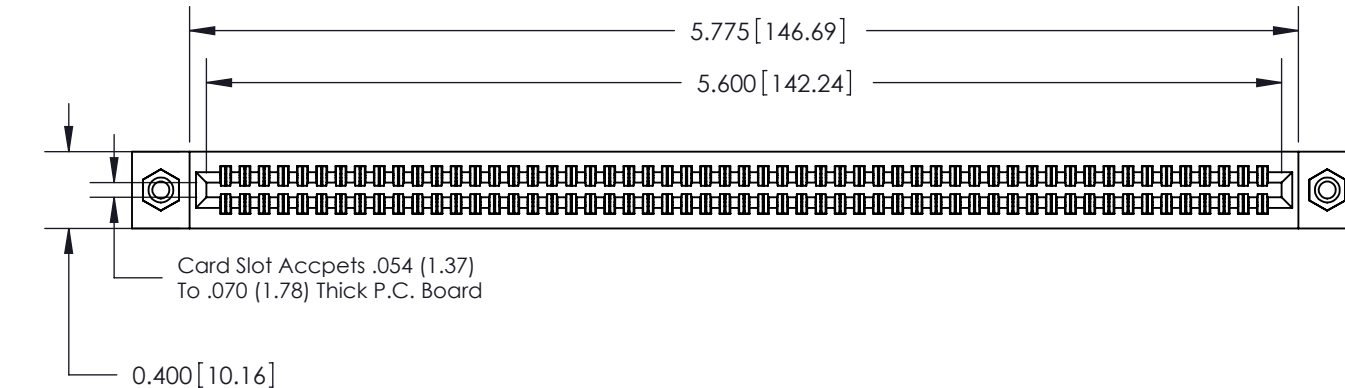 5.775[146.69]
5.600[142.24]
Card Slot Accpets .054 (1.37)
To .070 (1.78) Thick P.C. Board
0.400[10.16]